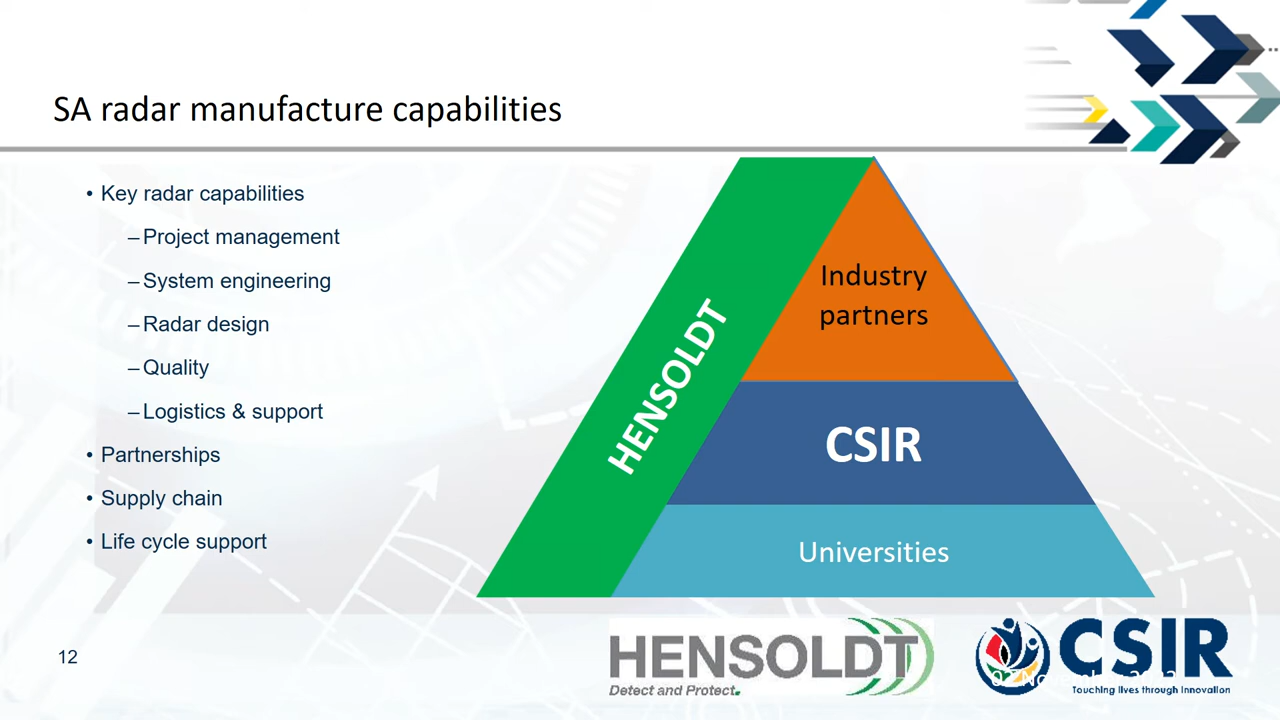 SA radar manufacture capabilities
• Key radar capabilities
– Project management
– System engineering
– Radar design
– Quality
– Logistics & support
• Partnerships
• Supply chain
• Life cycle support
HENSOLDT
Industry
partners
CSIR
Universities
12
HENSOLDT
Detect and Protect.
CSIR
Touching lives through innovation